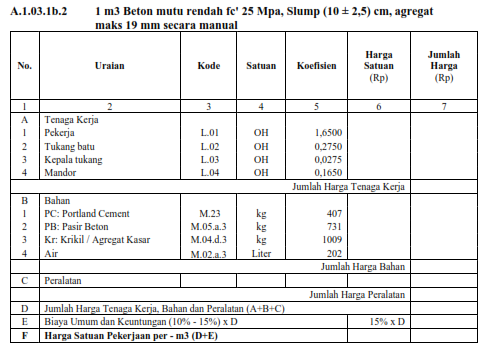 A.1.03.1b.2 1 m3 Beton mutu rendah fc' 25 Mpa, Slump (10 ± 2,5) cm, agregat
maks 19 mm secara manual
No. Uraian Kode Satuan Koefisien Harga Satuan (Rp) Jumlah Harga (Rp)
1 2 3 4 5 6 7
A Tenaga Kerja
1 Pekerja L.01 OH 1,6500
2 Tukang batu L.02 OH 0,2750
3 Kepala tukang L.03 OH 0,0275
4 Mandor L.04 OH 0,1650
Jumlah Harga Tenaga Kerja
B Bahan
1 PC: Portland Cement M.23 kg 407
2 PB: Pasir Beton M.05.a.3 kg 731
3 Kr: Krikil / Agregat Kasar M.04.d.3 kg 1009
4 Air M.02.a.3 Liter 202
Jumlah Harga Bahan
C Peralatan
Jumlah Harga Peralatan
D Jumlah Harga Tenaga Kerja, Bahan dan Peralatan (A+B+C)
E Biaya Umum dan Keuntungan (10% - 15%) x D 15% x D
F Harga Satuan Pekerjaan per - m3 (D+E)